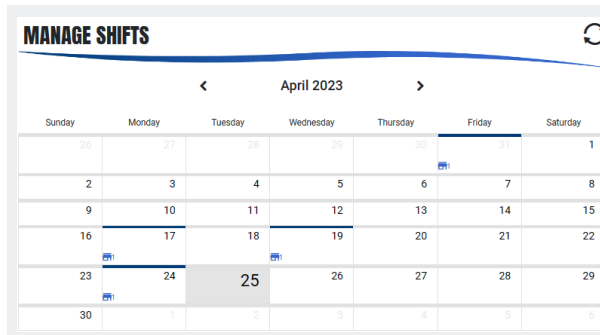 MANAGE SHIFTS
April 2023
Sunday Monday Tuesday Wednesday Thursday Friday Saturday
26 27 28 29 30 31 1
1
2 3 4 5 6 7 8
9 10 11 12 13 14 15
16 17 18 19 20 21 22
1 1
23 24 25 26 27 28 29
1
30 1 2 3 4 5 6